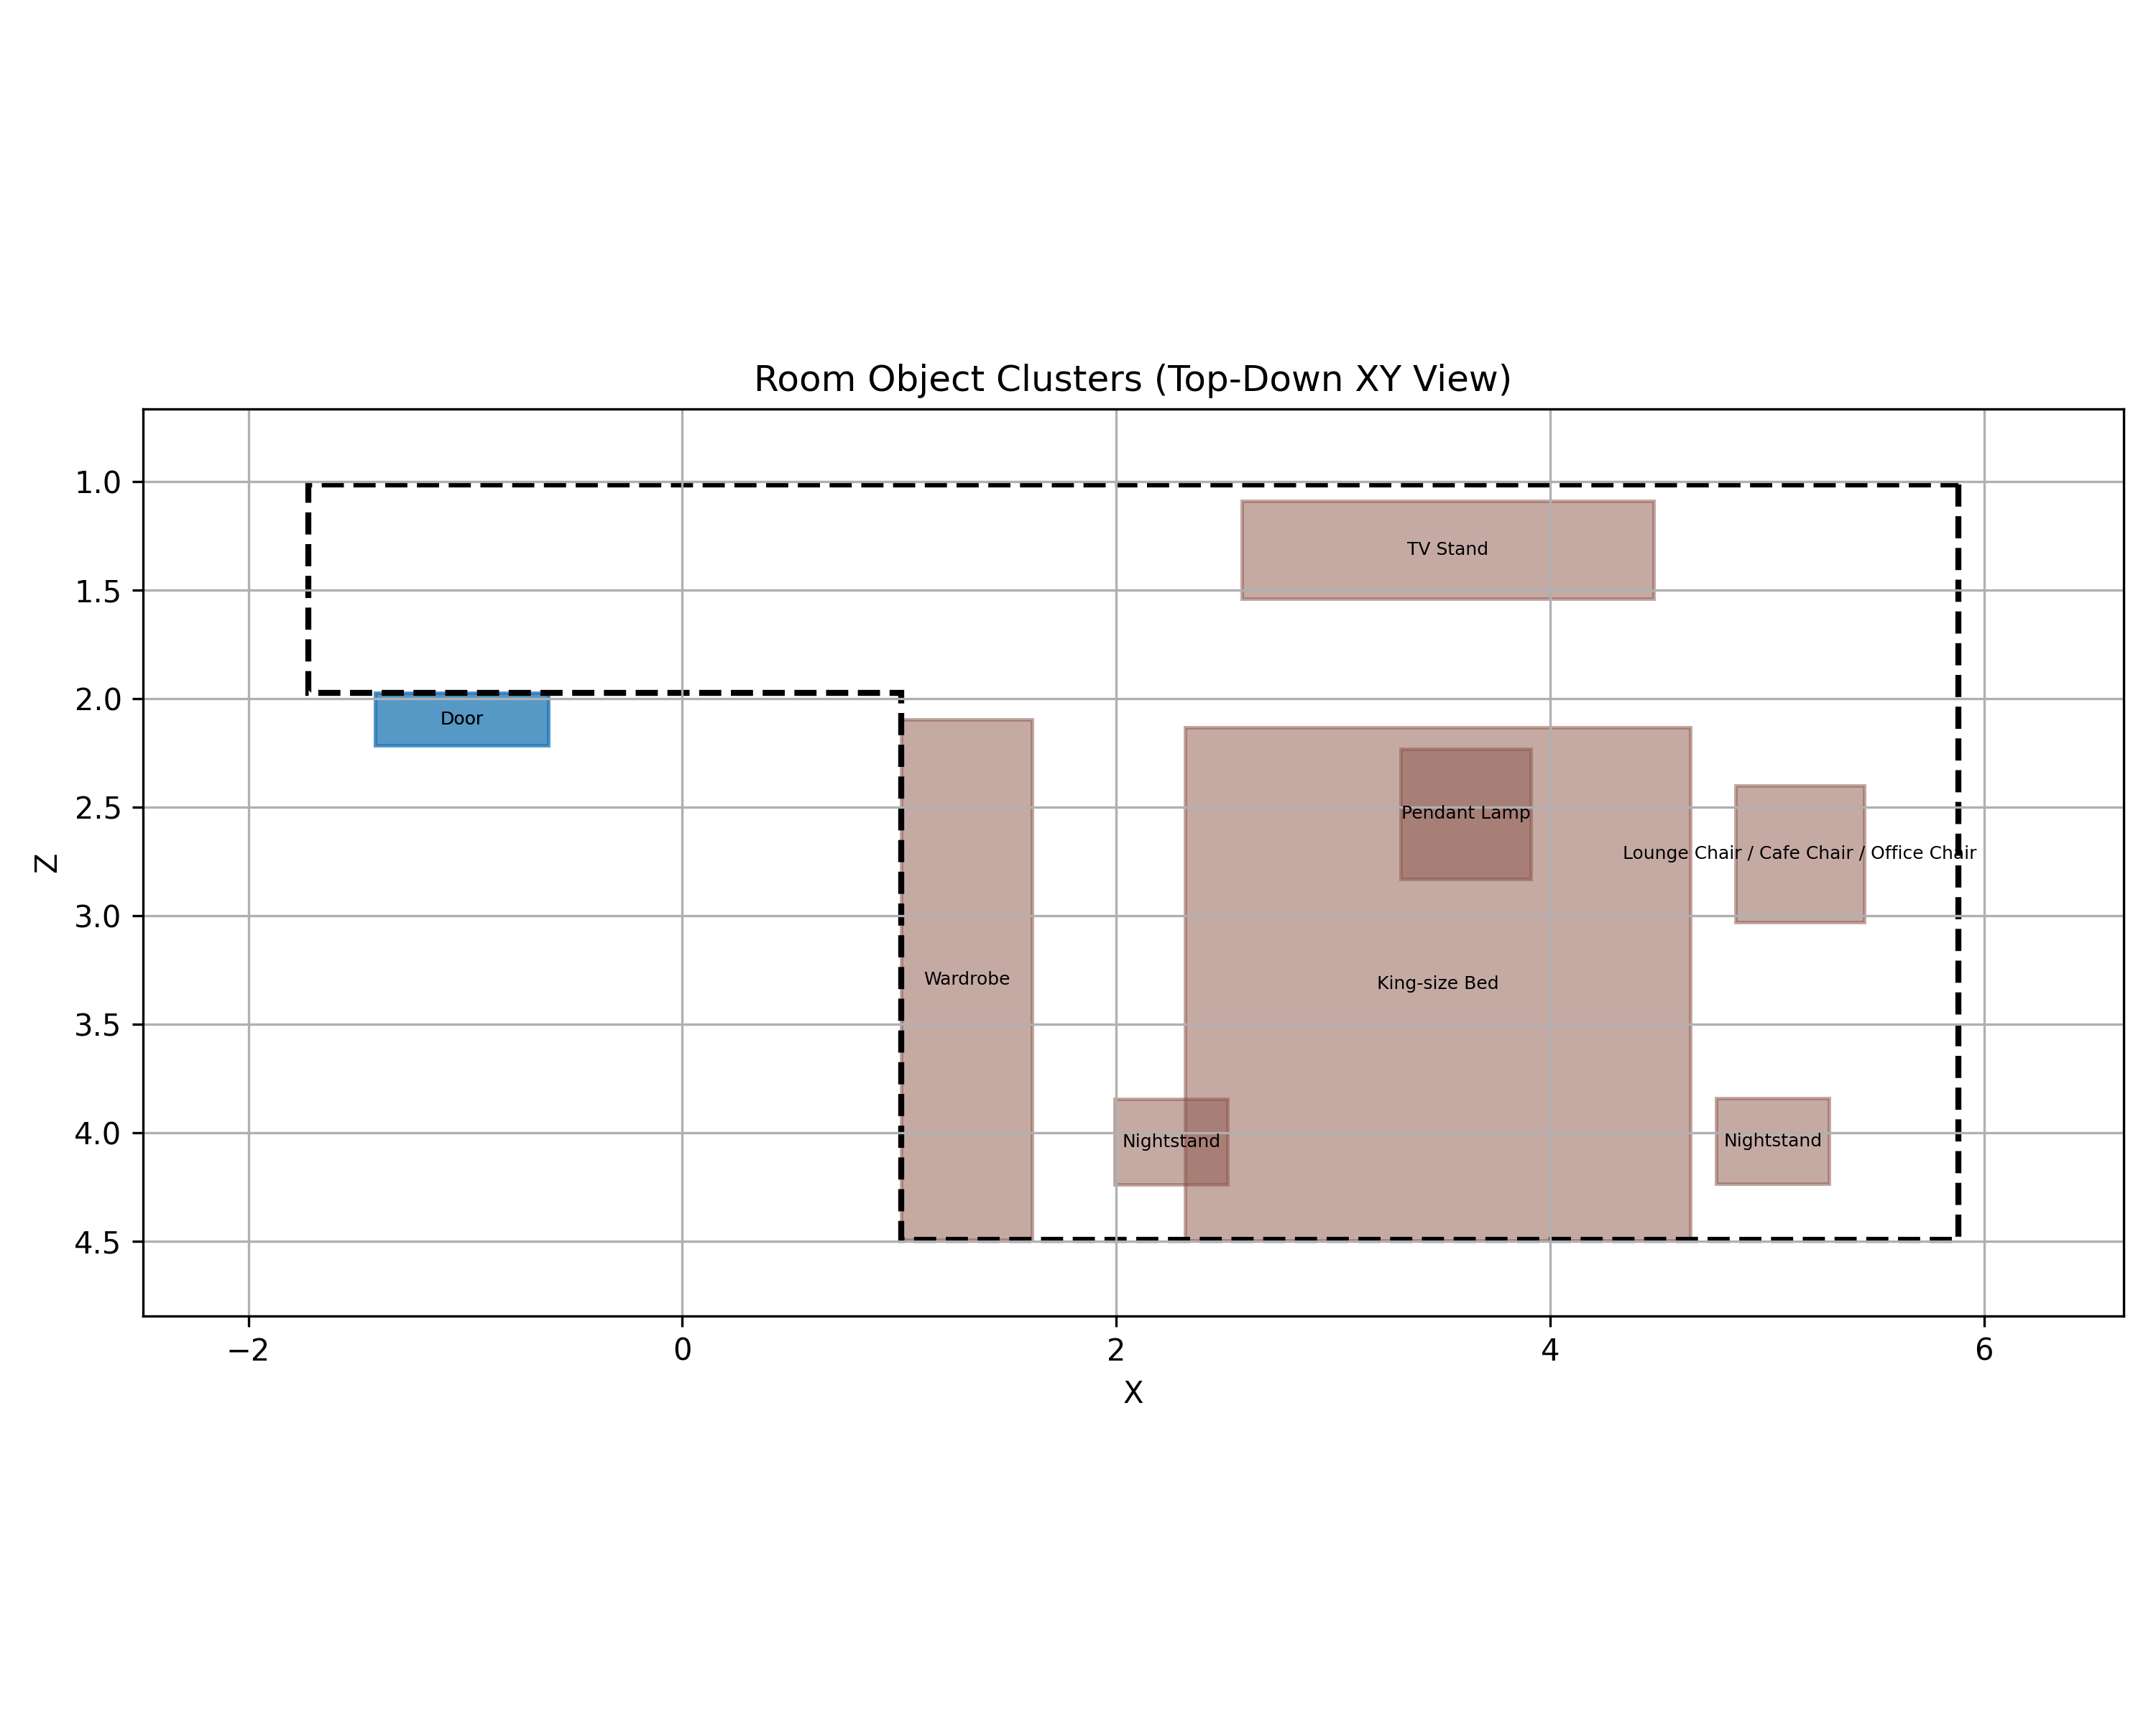 Room Object Clusters (Top-Down XY View)
1.0
TV Stand
1.5
2.0
Door
2.5
Pendant Lamp
Lounge Chair / Cafe Chair / Office Chair
Z
3.0
Wardrobe
King-size Bed
3.5
4.0
Nightstand
Nightstand
4.5
−2 0 2 4 6
X